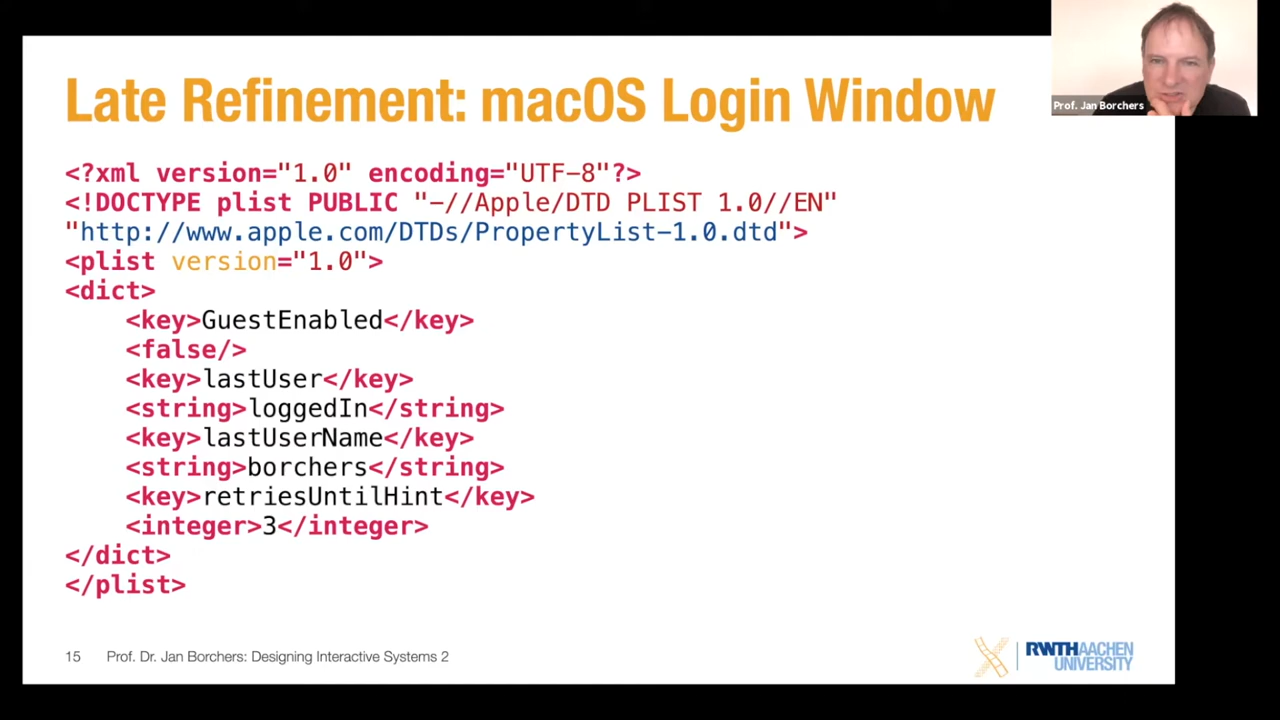 Late Refinement: macOS Login Window
Prof. Jan Borchers
<?xml version="1.0" encoding="UTF-8"?>
<!DOCTYPE plist PUBLIC "-//Apple/DTD PLIST 1.0//EN"
"http://www.apple.com/DTDs/PropertyList-1.0.dtd">
<plist version="1.0">
<dict>
    <key>GuestEnabled</key>
    <false/>
    <key>lastUser</key>
    <string>loggedIn</string>
    <key>lastUserName</key>
    <string>borchers</string>
    <key>retriesUntilHint</key>
    <integer>3</integer>
</dict>
</plist>
15 Prof. Dr. Jan Borchers: Designing Interactive Systems 2
RWTHAACHEN
UNIVERSITY